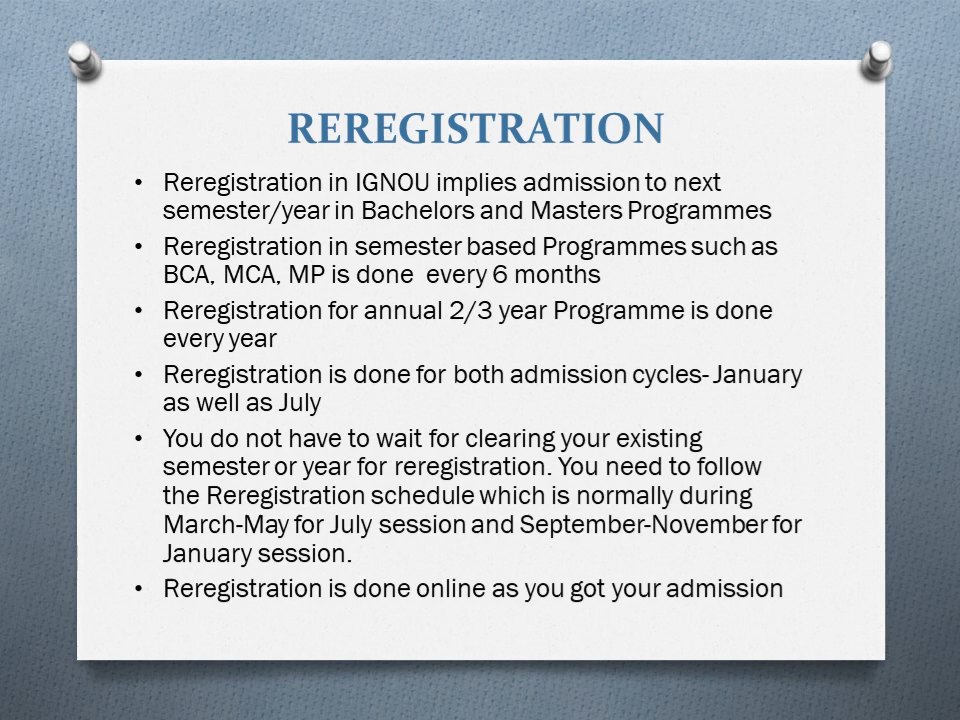 REREGISTRATION
• Reregistration in IGNOU implies admission to next
semester/year in Bachelors and Masters Programmes
• Reregistration in semester based Programmes such as
BCA, MCA, MP is done  every 6 months
• Reregistration for annual 2/3 year Programme is done
every year
• Reregistration is done for both admission cycles- January
as well as July
• You do not have to wait for clearing your existing
semester or year for reregistration. You need to follow
the Reregistration schedule which is normally during
March-May for July session and September-November for
January session.
• Reregistration is done online as you got your admission